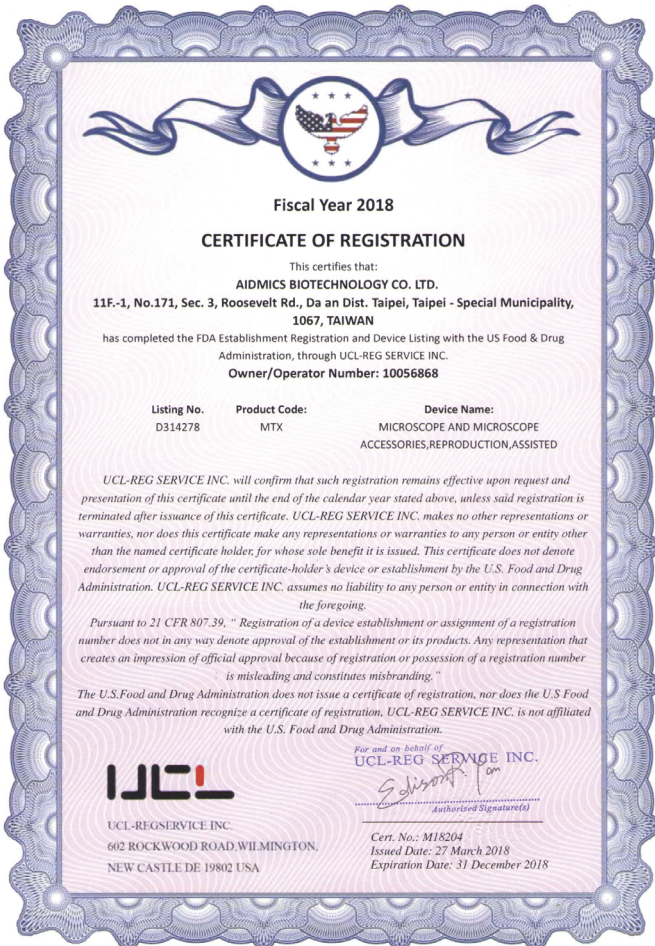 Fiscal Year 2018
CERTIFICATE OF REGISTRATION
This certifies that:
AIDMICS BIOTECHNOLOGY CO. LTD.
11F.-1, No.171, Sec. 3, Roosevelt Rd., Da an Dist. Taipei, Taipei - Special Municipality,
1067, TAIWAN
has completed the FDA Establishment Registration and Device Listing with the US Food & Drug
Administration, through UCL-REG SERVICE INC.
Owner/Operator Number: 10056868
Listing No. Product Code: Device Name:
D314278 MTX MICROSCOPE AND MICROSCOPE
ACCESSORIES,REPRODUCTION,ASSISTED
UCL-REG SERVICE INC. will confirm that such registration remains effective upon request and
presentation of this certificate until the end of the calendar year stated above, unless said registration is
terminated after issuance of this certificate. UCL-REG SERVICE INC. makes no other representations or
warranties, nor does this certificate make any representations or warranties to any person or entity other
than the named certificate holder, for whose sole benefit it is issued. This certificate does not denote
endorsement or approval of the certificate-holder's device or establishment by the U.S. Food and Drug
Administration. UCL-REG SERVICE INC. assumes no liability to any person or entity in connection with
the foregoing.
Pursuant to 21 CFR 807.39, " Registration of a device establishment or assignment of a registration
number does not in any way denote approval of the establishment or its products. Any representation that
creates an impression of official approval because of registration or possession of a registration number
is misleading and constitutes misbranding."
The U.S.Food and Drug Administration does not issue a certificate of registration, nor does the U.S Food
and Drug Administration recognize a certificate of registration, UCL-REG SERVICE INC. is not affiliated
with the U.S. Food and Drug Administration.
For and on behalf of
UCL-REG SERVICE INC.
Authorized Signature(s)
UCL
UCL-REGSERVICE INC.
602 ROCKWOOD ROAD,WILMINGTON,
NEW CASTLE DE 19802 USA
Cert. No.: M18204
Issued Date: 27 March 2018
Expiration Date: 31 December 2018